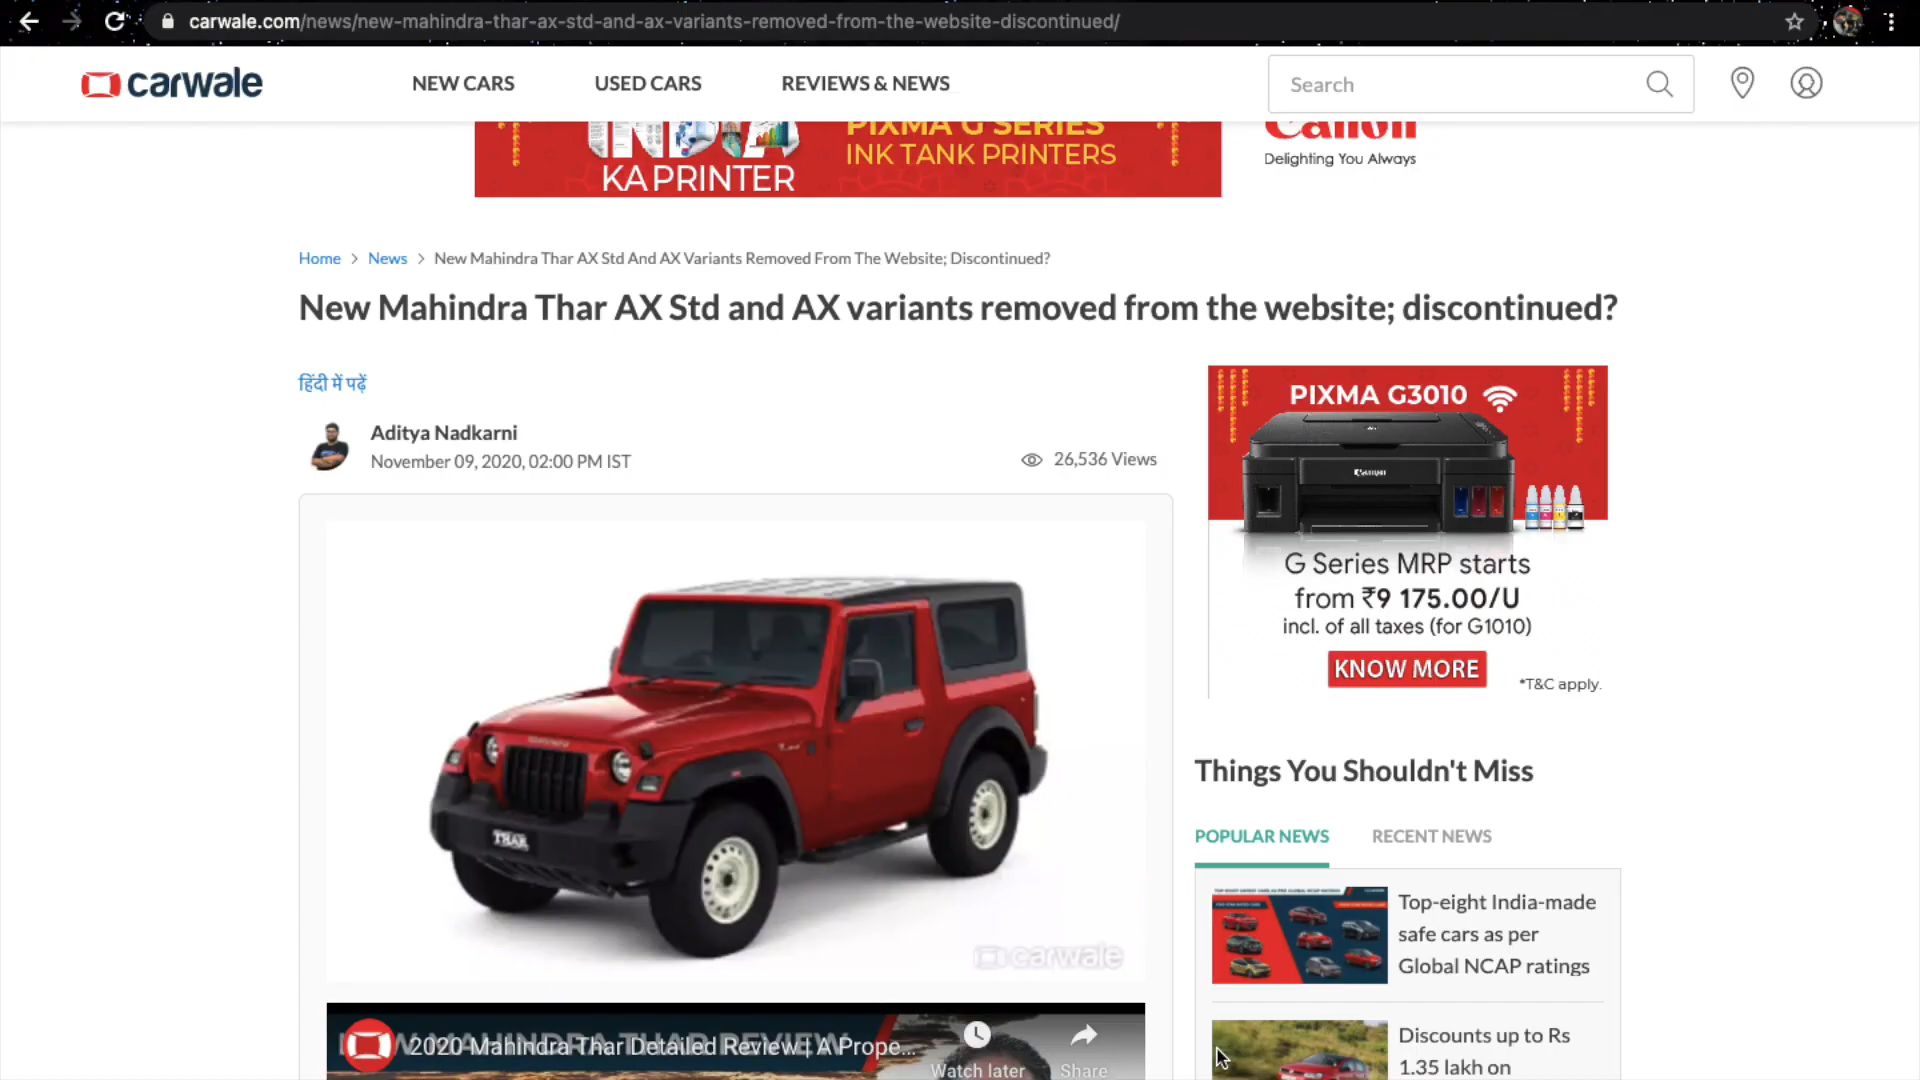 carwale.com/news/new-mahindra-thar-ax-std-and-ax-variants-removed-from-the-website-discontinued/
carwale
NEW CARS
USED CARS
REVIEWS & NEWS
Search
INDIA
KA PRINTER
PIXMA G SERIES
INK TANK PRINTERS
Canon
Delighting You Always
Home > News > New Mahindra Thar AX Std And AX Variants Removed From The Website; Discontinued?
New Mahindra Thar AX Std and AX variants removed from the website; discontinued?
हिंदी में पढ़ें
Aditya Nadkarni
November 09, 2020, 02:00 PM IST
26,536 Views
THAR
carwale
2020 Mahindra Thar Detailed Review | A Prope...
Watch later
Share
PIXMA G3010
Canon
G Series MRP starts
from ₹9 175.00/U
incl. of all taxes (for G1010)
KNOW MORE
*T&C apply.
Things You Shouldn't Miss
POPULAR NEWS
RECENT NEWS
Top-eight India-made
safe cars as per
Global NCAP ratings
Discounts up to Rs
1.35 lakh on